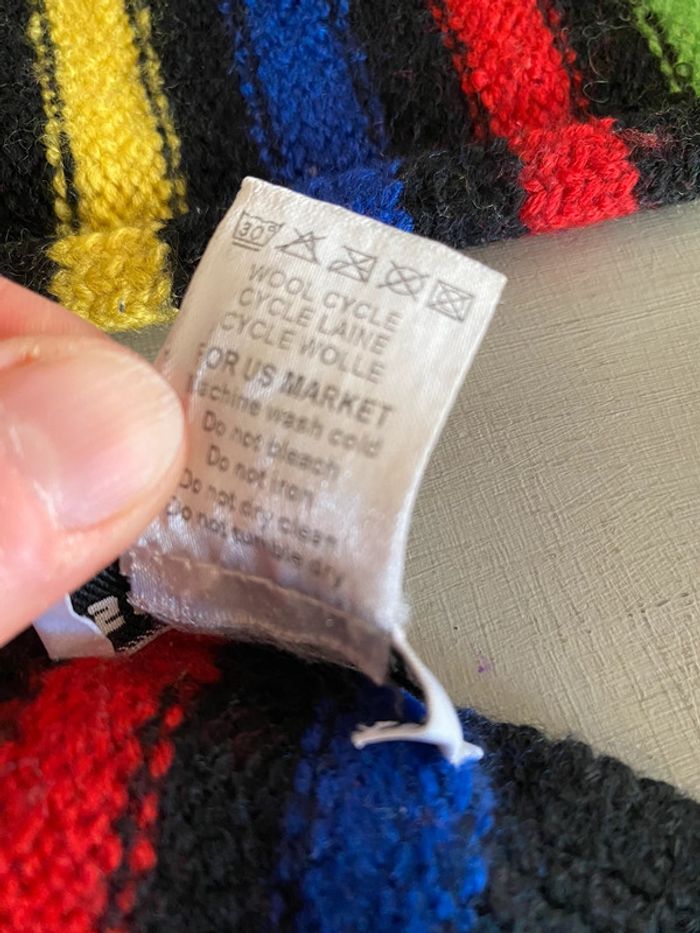 30°
WOOL CYCLE
CYCLE LAINE
CYCLE WOLLE
FOR US MARKET
Machine wash cold
Do not bleach
Do not iron
Do not dry clean
Do not tumble dry
2